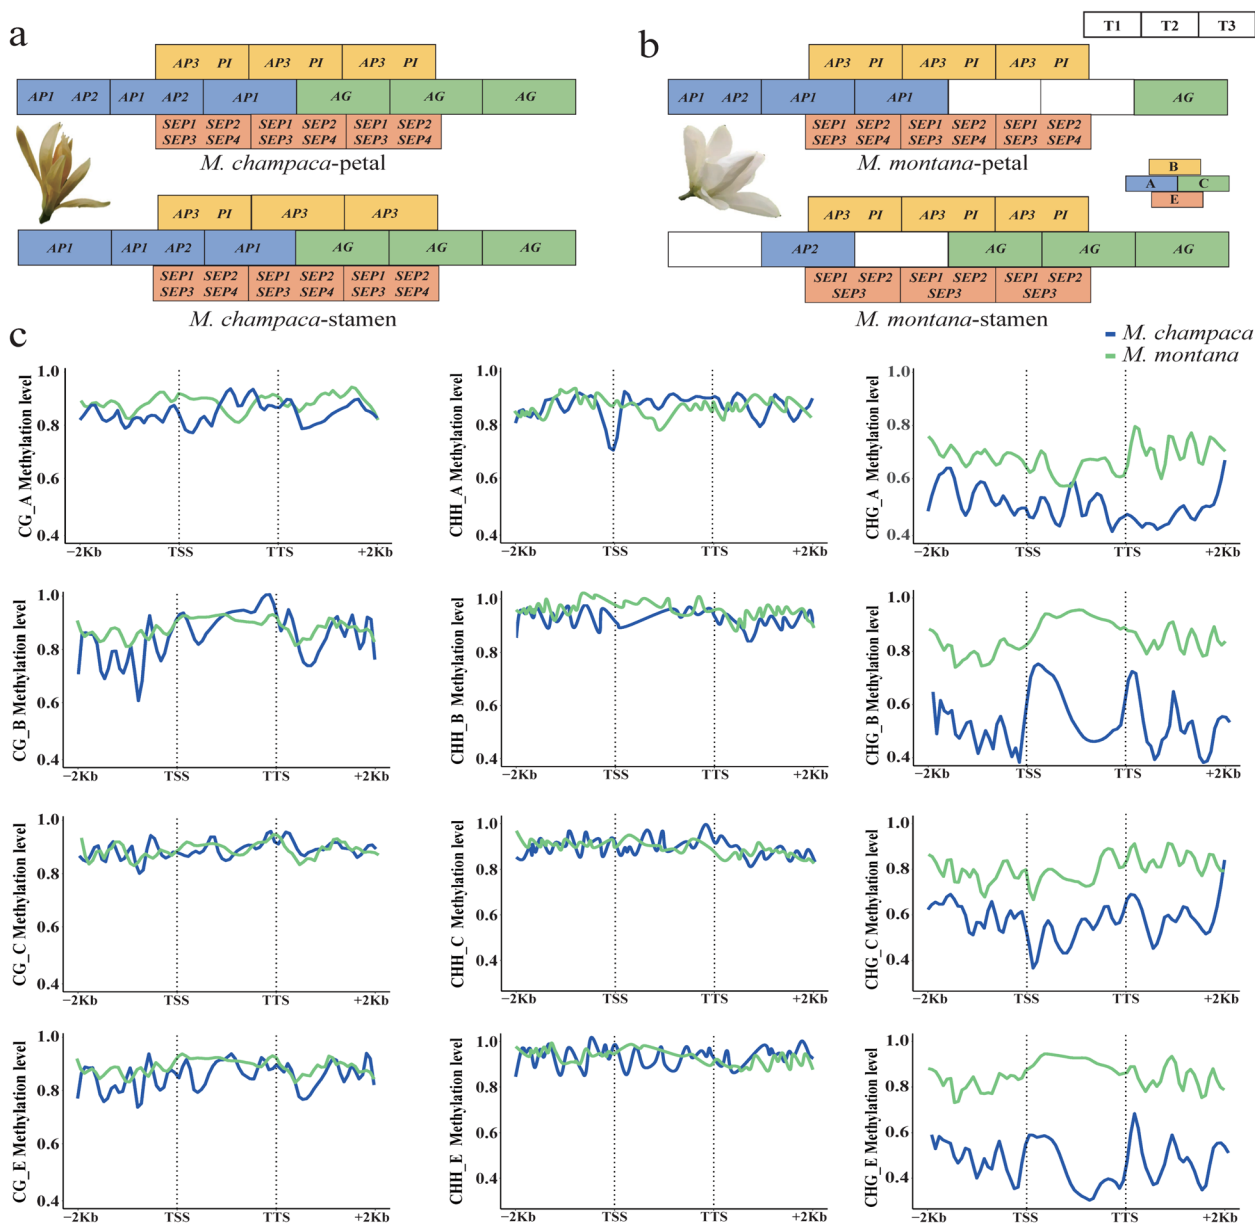 a
AP3 PI AP3 PI AP3 PI
AP1 AP2 AP1 AP2 AP1 AG AG AG
SEP1 SEP2 SEP1 SEP2 SEP1 SEP2
SEP3 SEP4 SEP3 SEP4 SEP3 SEP4
M. champaca-petal
AP3 PI AP3 AP3
AP1 AP1 AP2 AP1 AG AG AG
SEP1 SEP2 SEP1 SEP2 SEP1 SEP2
SEP3 SEP4 SEP3 SEP4 SEP3 SEP4
M. champaca-stamen
b
T1 T2 T3
AP3 PI AP3 PI AP3 PI
AP1 AP2 AP1 AP1 AG
SEP1 SEP2 SEP1 SEP2 SEP1 SEP2
SEP3 SEP4 SEP3 SEP4 SEP3 SEP4
M. montana-petal
B
A C
E
AP3 PI AP3 PI AP3 PI
AP2 AG AG AG
SEP1 SEP2 SEP1 SEP2 SEP1 SEP2
SEP3 SEP3 SEP3
M. montana-stamen
c
M. champaca
M. montana
CG_A Methylation level
1.0
0.8
0.6
0.4
−2Kb TSS TTS +2Kb
CHH_A Methylation level
1.0
0.8
0.6
0.4
−2Kb TSS TTS +2Kb
CHG_A Methylation level
1.0
0.8
0.6
0.4
−2Kb TSS TTS +2Kb
CG_B Methylation level
1.0
0.8
0.6
0.4
−2Kb TSS TTS +2Kb
CHH_B Methylation level
1.0
0.8
0.6
0.4
−2Kb TSS TTS +2Kb
CHG_B Methylation level
1.0
0.8
0.6
0.4
−2Kb TSS TTS +2Kb
CG_C Methylation level
1.0
0.8
0.6
0.4
−2Kb TSS TTS +2Kb
CHH_C Methylation level
1.0
0.8
0.6
0.4
−2Kb TSS TTS +2Kb
CHG_C Methylation level
1.0
0.8
0.6
0.4
−2Kb TSS TTS +2Kb
CG_E Methylation level
1.0
0.8
0.6
0.4
−2Kb TSS TTS +2Kb
CHH_E Methylation level
1.0
0.8
0.6
0.4
−2Kb TSS TTS +2Kb
CHG_E Methylation level
1.0
0.8
0.6
0.4
−2Kb TSS TTS +2Kb